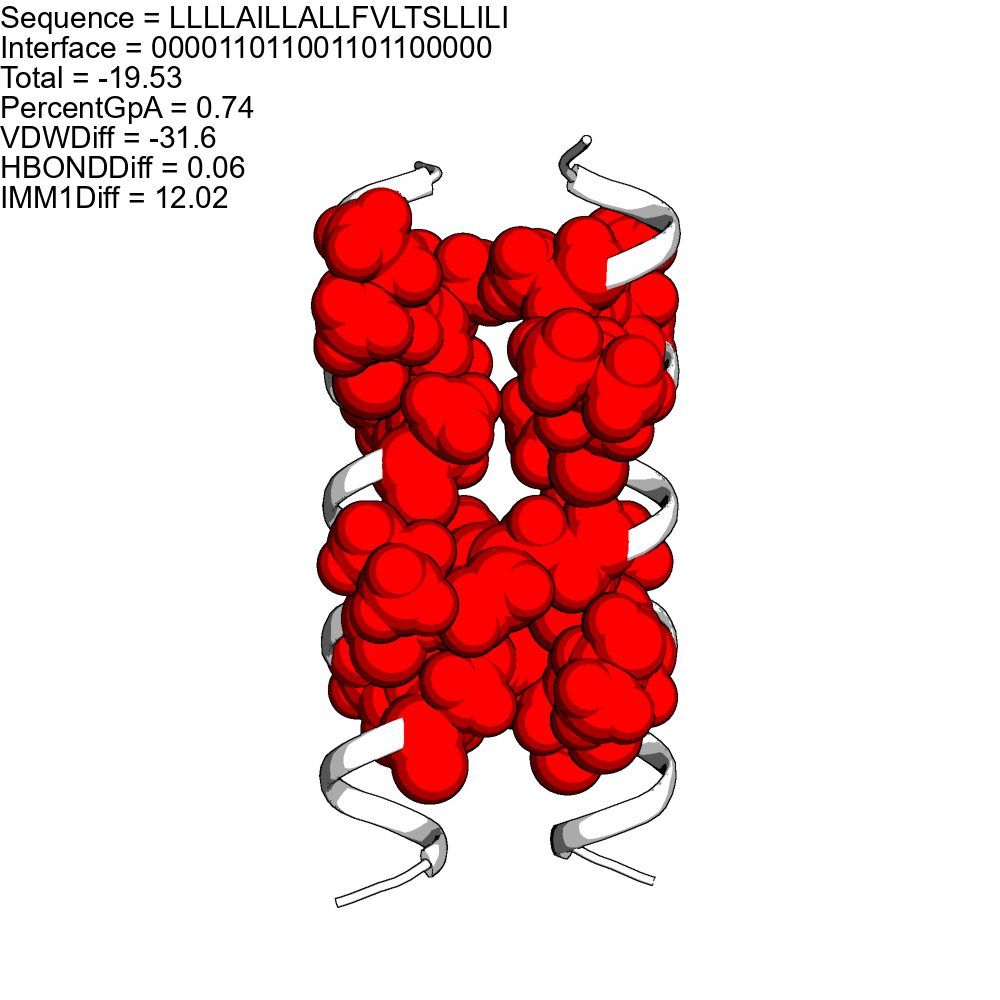 Sequence = LLLLAILLALLFVLTSLLILI
Interface = 000011011001101100000
Total = -19.53
PercentGpA = 0.74
VDWDiff = -31.6
HBONDDiff = 0.06
IMM1Diff = 12.02